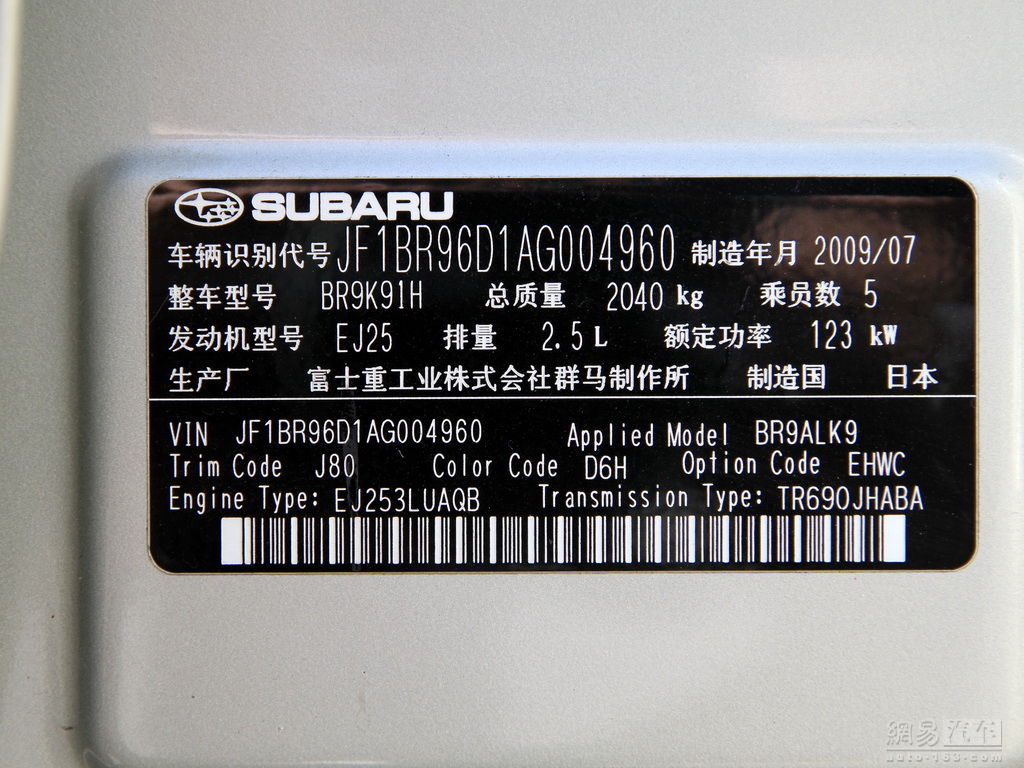 SUBARU
车辆识别代号 JF1BR96D1AG004960 制造年月 2009/07
整车型号 BR9K91H 总质量 2040 kg 乘员数 5
发动机型号 EJ25 排量 2.5 L 额定功率 123 kW
生产厂 富士重工业株式会社群马制作所 制造国 日本
VIN JF1BR96D1AG004960 Applied Model BR9ALK9
Trim Code J80 Color Code D6H Option Code EHWC
Engine Type: EJ253LUAQB Transmission Type: TR690JHABA
網易汽车
auto·163.com